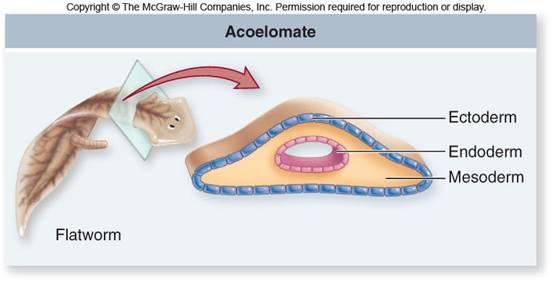 Copyright © The McGraw-Hill Companies, Inc. Permission required for reproduction or display.
Acoelomate
Ectoderm
Endoderm
Mesoderm
Flatworm